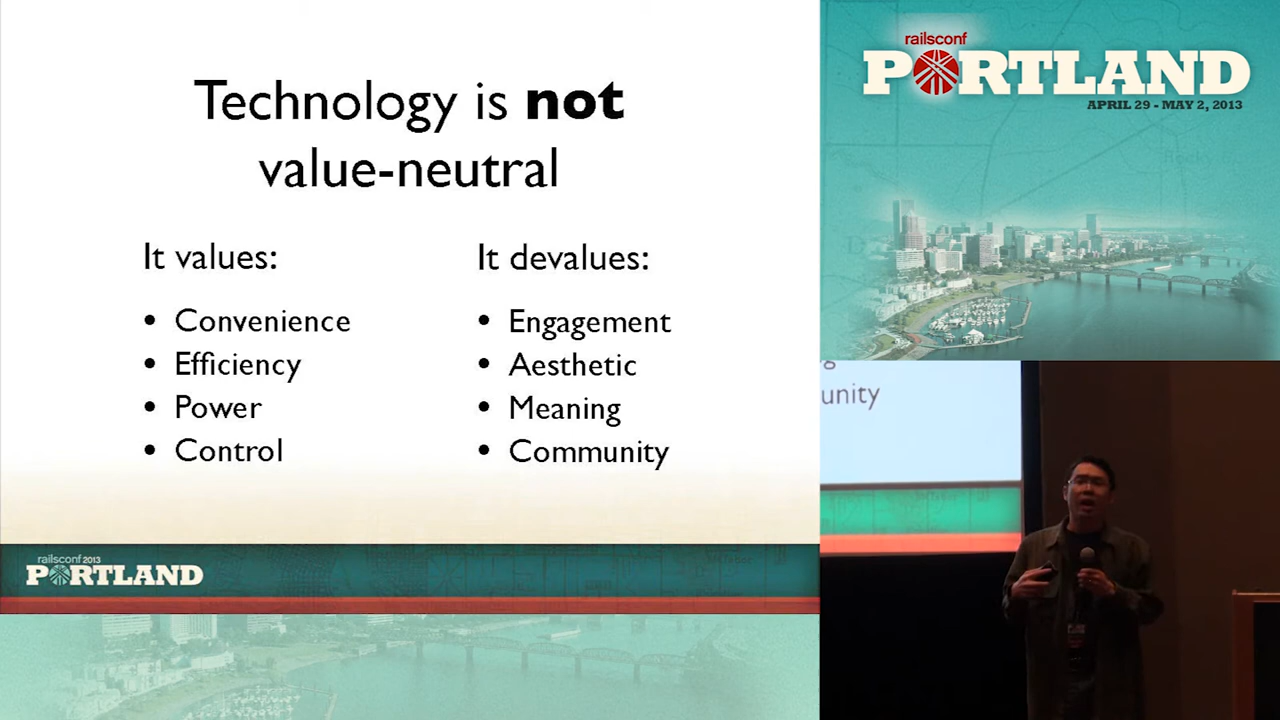 Technology is not
value-neutral
It values:
• Convenience
• Efficiency
• Power
• Control
It devalues:
• Engagement
• Aesthetic
• Meaning
• Community
railsconf 2013
PORTLAND
railsconf
PORTLAND
APRIL 29 - MAY 2, 2013
unity